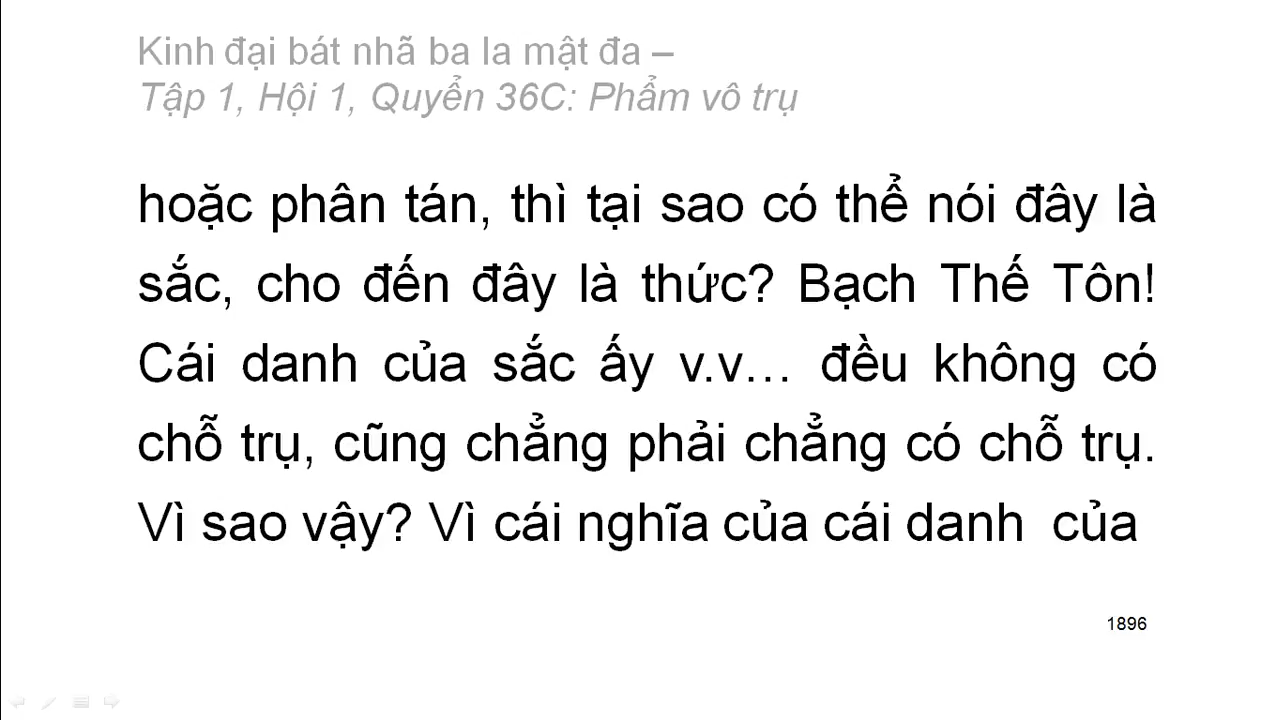 Kinh đại bát nhã ba la mật đa –
Tập 1, Hội 1, Quyển 36C: Phẩm vô trụ
hoặc phân tán, thì tại sao có thể nói đây là
sắc, cho đến đây là thức? Bạch Thế Tôn!
Cái danh của sắc ấy v.v… đều không có
chỗ trụ, cũng chẳng phải chẳng có chỗ trụ.
Vì sao vậy? Vì cái nghĩa của cái danh của
1896